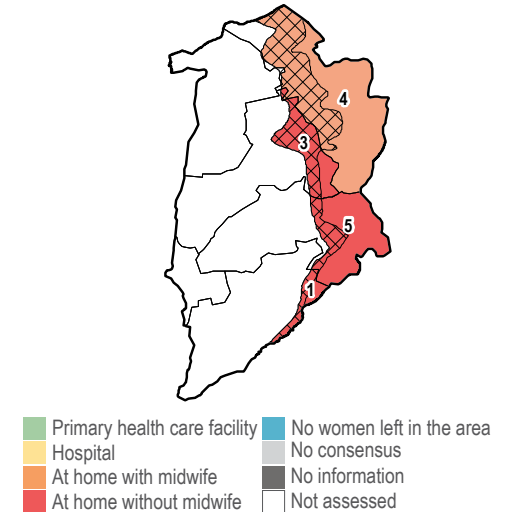 4
3
5
1
Primary health care facility
Hospital
At home with midwife
At home without midwife
No women left in the area
No consensus
No information
Not assessed